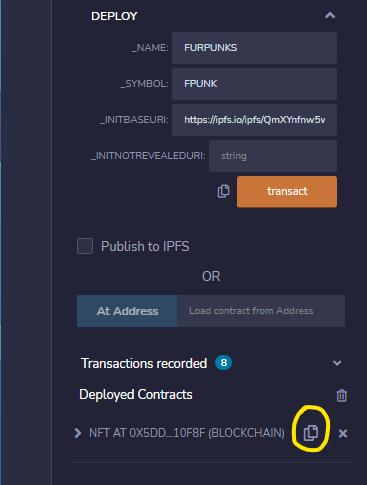 DEPLOY
_NAME: FURPUNKS
_SYMBOL: FPUNK
_INITBASEURI: https://ipfs.io/ipfs/QmXYnfnw5v
_INITNOTREVEALEDURI: string
transact
Publish to IPFS
OR
At Address Load contract from Address
Transactions recorded 8
Deployed Contracts
NFT AT 0X5DD...10F8F (BLOCKCHAIN)